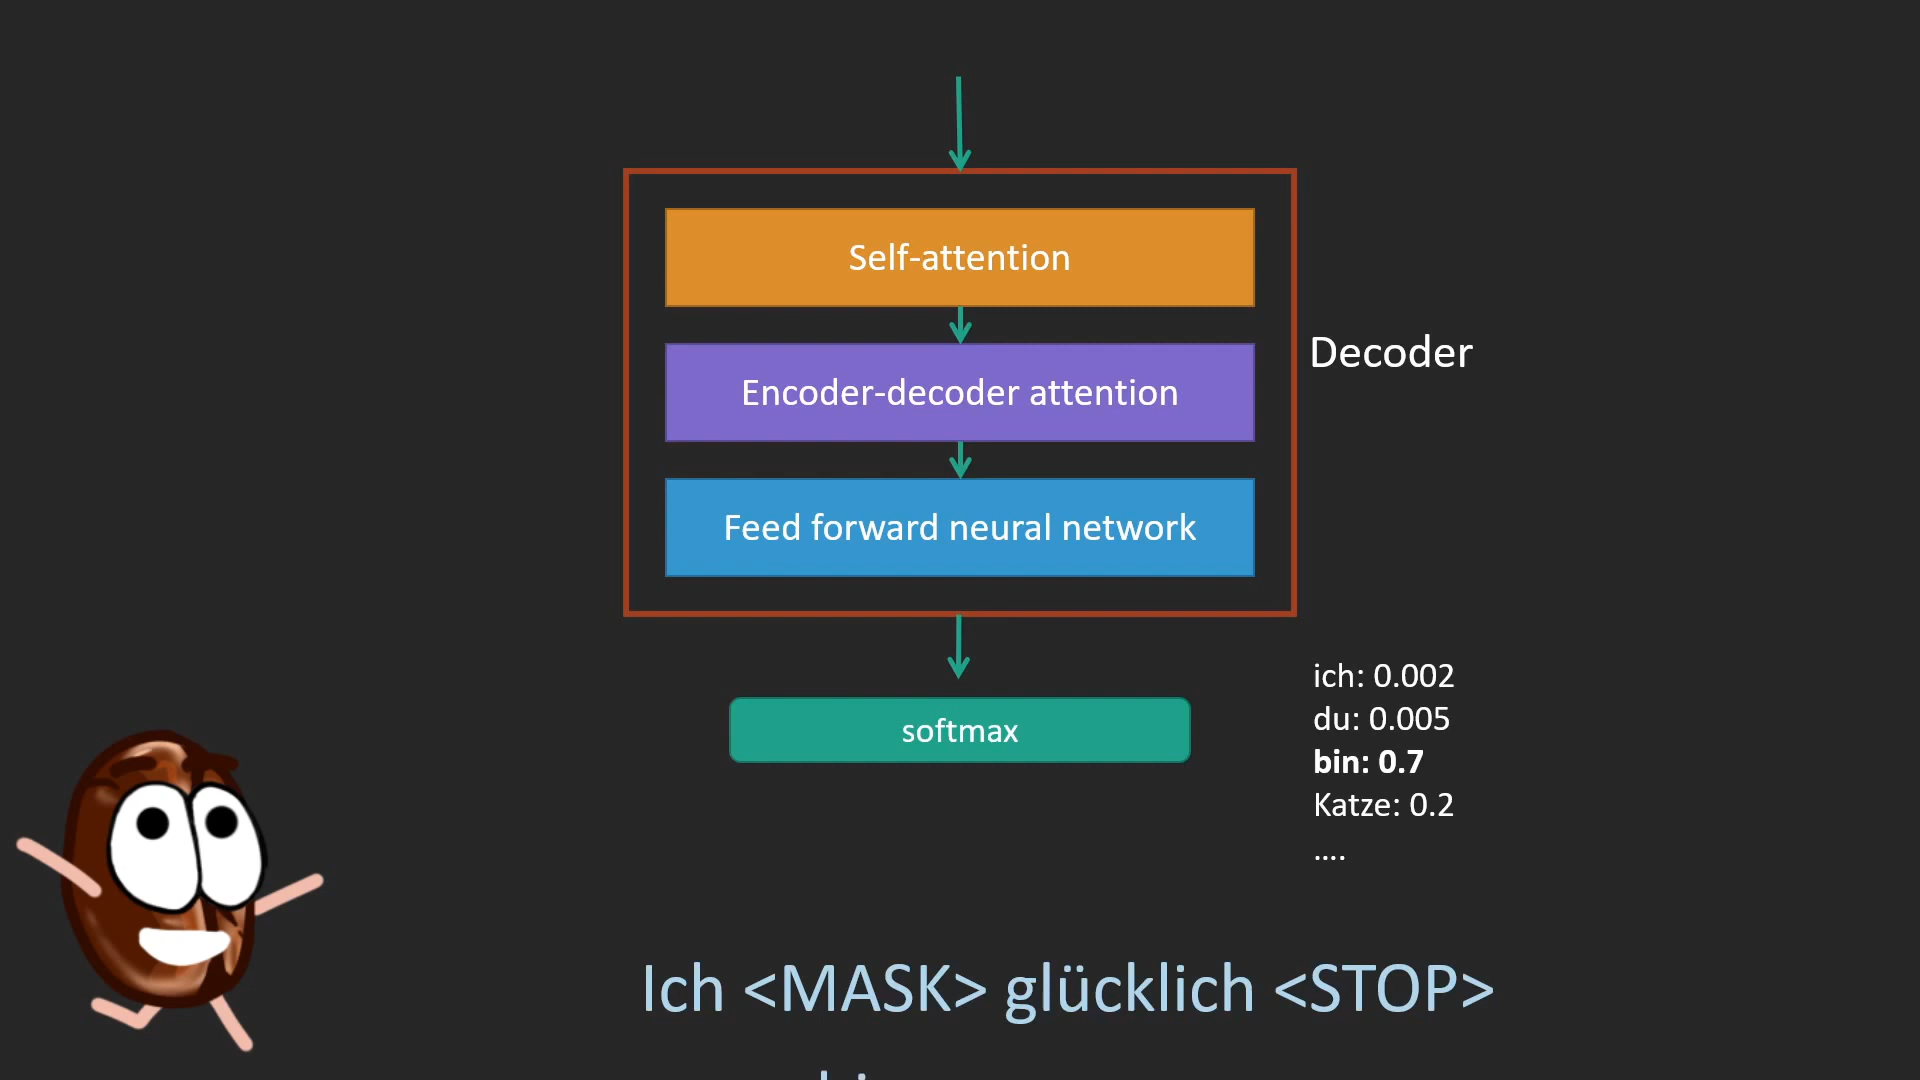 Self-attention
Encoder-decoder attention
Decoder
Feed forward neural network
softmax
ich: 0.002
du: 0.005
bin: 0.7
Katze: 0.2
....
Ich <MASK> glücklich <STOP>